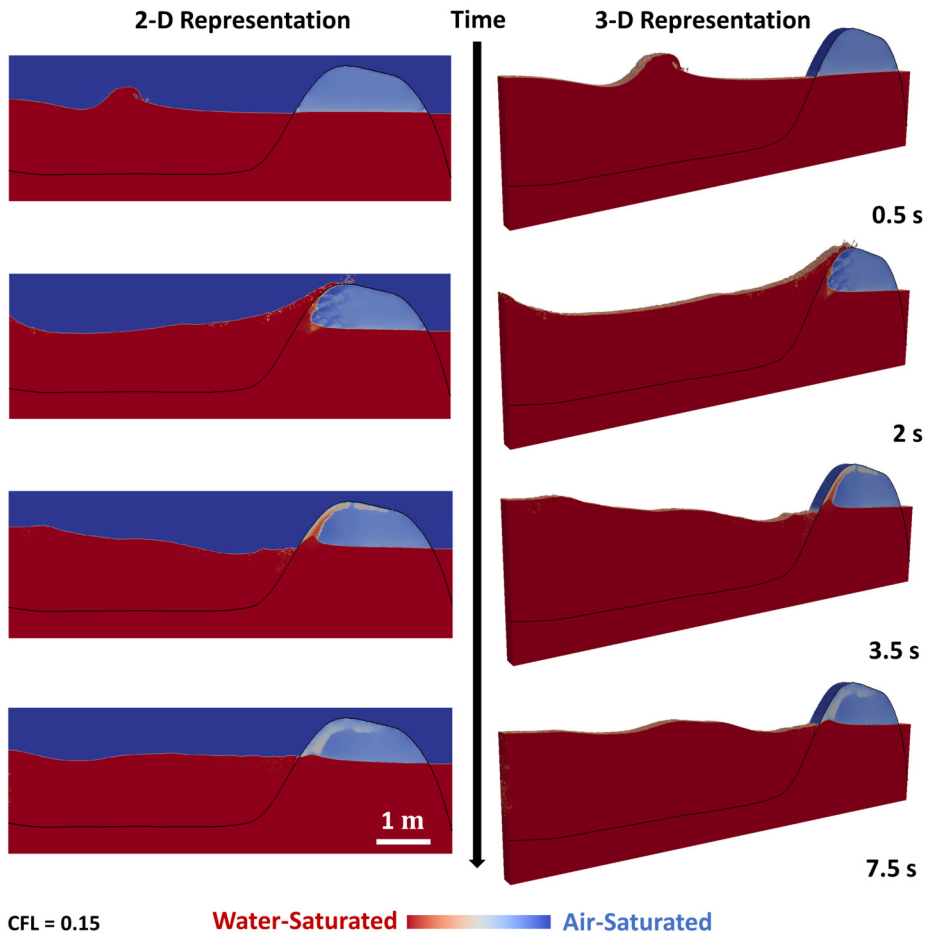 2-D Representation
Time
3-D Representation
0.5 s
2 s
3.5 s
1 m
7.5 s
CFL = 0.15
Water-Saturated
Air-Saturated